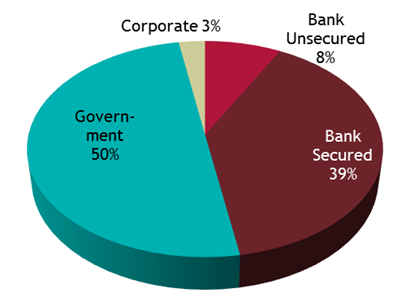 Corporate 3%
Bank
Unsecured
8%
Govern-
ment
50%
Bank
Secured
39%